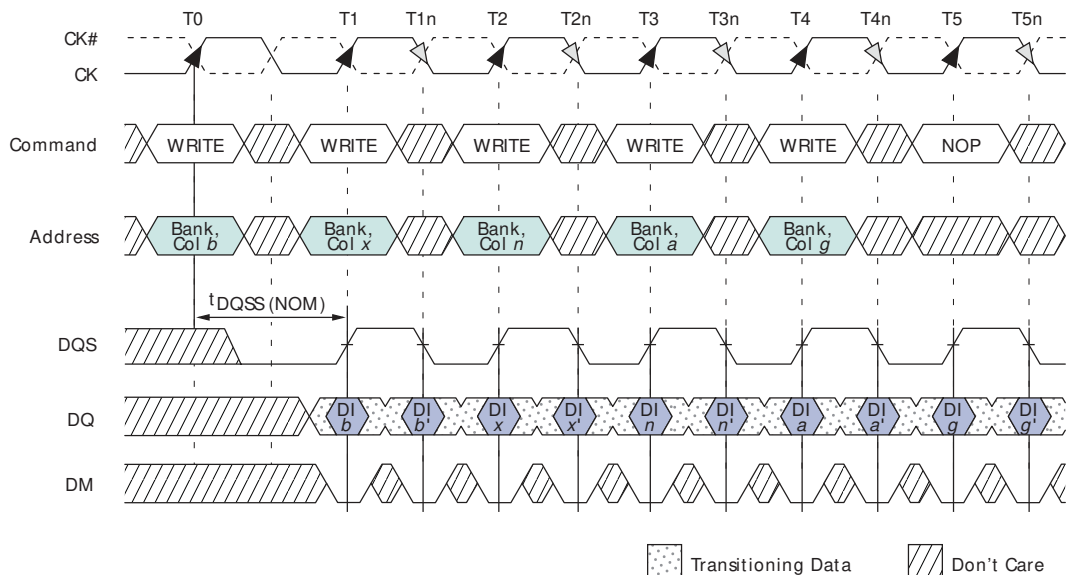 T0 T1 T1n T2 T2n T3 T3n T4 T4n T5 T5n
CK#
CK
Command WRITE WRITE WRITE WRITE WRITE NOP
Address Bank, Col b Bank, Col x Bank, Col n Bank, Col a Bank, Col g
tDQSS (NOM)
DQS
DQ DI b DI b' DI x DI x' DI n DI n' DI a DI a' DI g DI g'
DM
Transitioning Data Don't Care